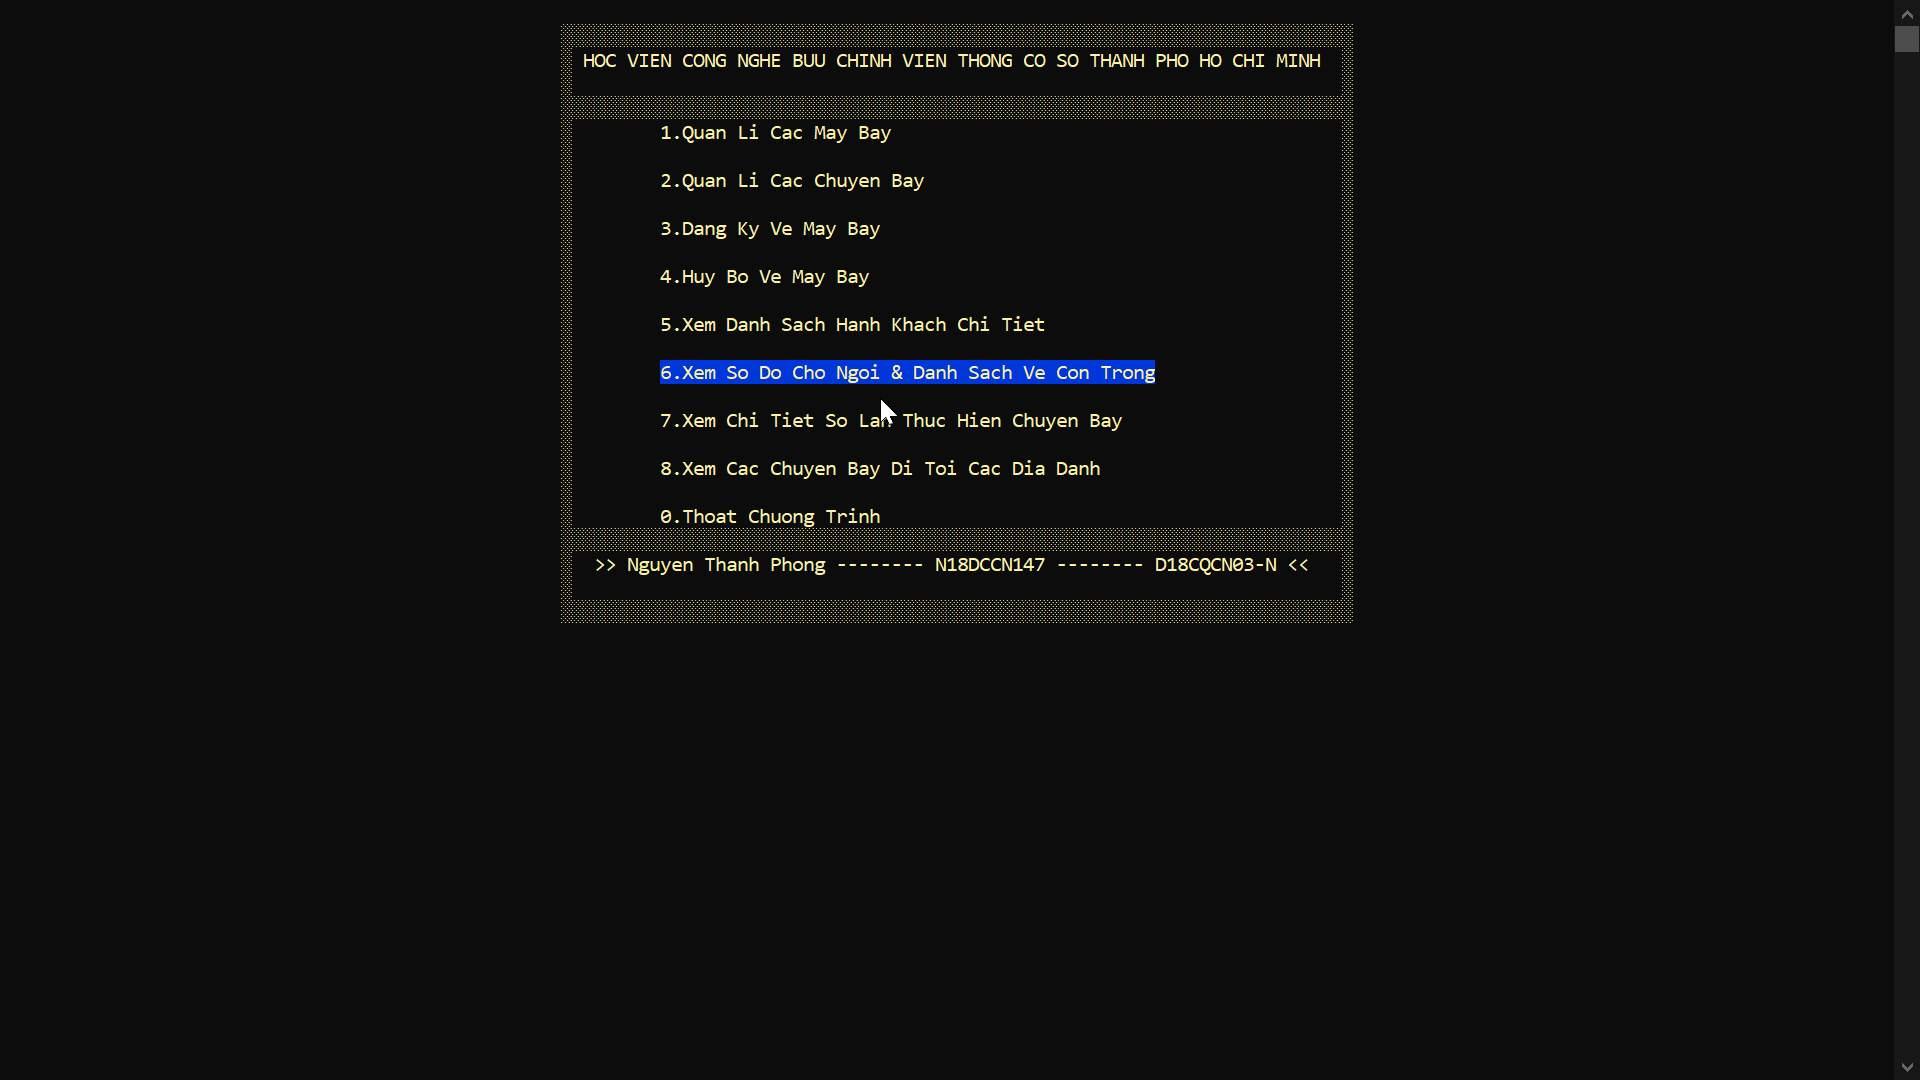 HOC VIEN CONG NGHE BUU CHINH VIEN THONG CO SO THANH PHO HO CHI MINH
1.Quan Li Cac May Bay
2.Quan Li Cac Chuyen Bay
3.Dang Ky Ve May Bay
4.Huy Bo Ve May Bay
5.Xem Danh Sach Hanh Khach Chi Tiet
6.Xem So Do Cho Ngoi & Danh Sach Ve Con Trong
7.Xem Chi Tiet So Lan Thuc Hien Chuyen Bay
8.Xem Cac Chuyen Bay Di Toi Cac Dia Danh
0.Thoat Chuong Trinh
>> Nguyen Thanh Phong -------- N18DCCN147 -------- D18CQCN03-N <<